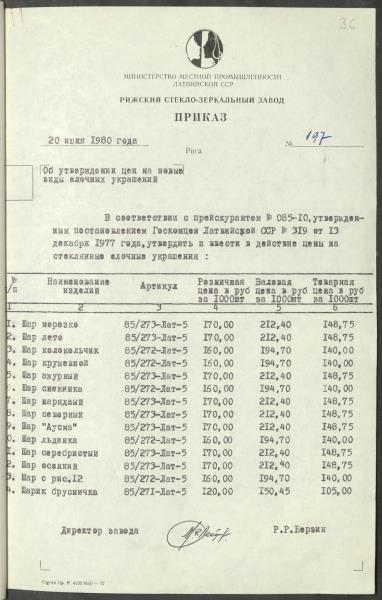 36
МИНИСТЕРСТВО МЕСТНОЙ ПРОМЫШЛЕННОСТИ
ЛАТВИЙСКОЙ ССР
РИЖСКИЙ СТЕКЛО-ЗЕРКАЛЬНЫЙ ЗАВОД
ПРИКАЗ
20 июня 1980 года № 197
Рига
Об утверждении цен на новые
виды елочных украшений
В соответствии с прейскурантом № 085-10, утвержден-
ным постановлением Госкомцен Латвийской ССР № 319 от 13
декабря 1977 года, утвердить и ввести в действие цены на
стеклянные елочные украшения :
/п Наименование изделий Артикул Розничная цена в руб за 1000шт Валовая цена в руб за 1000шт Товарная цена в руб за 1000шт
1 2 3 4 5 6
1. Шар морозко 85/273-Лат-5 170,00 212,40 148,75
2. Шар лето 85/273-Лат-5 170,00 212,40 148,75
3. Шар колокольчик 85/272-Лат-5 160,00 194,70 140,00
4. Шар кружевной 85/272-Лат-5 160,00 194,70 140,00
5. Шар ажурный 85/273-Лат-5 170,00 212,40 148,75
6. Шар снежинка 85/272-Лат-5 160,00 194,70 140,00
7. Шар нарядный 85/273-Лат-5 170,00 212,40 148,75
8. Шар северный 85/273-Лат-5 170,00 212,40 148,75
9. Шар "Аусма" 85/273-Лат-5 170,00 212,40 148,75
0. Шар льдинка 85/272-Лат-5 160,00 194,70 140,00
1. Шар серебристый 85/273-Лат-5 170,00 212,40 148,75
2. Шар осенний 85/273-Лат-5 170,00 212,40 148,75
3. Шар с рис.12 85/272-Лат-5 160,00 194,70 140,00
4. Шарик брусничка 85/271-Лат-5 120,00 150,45 105,00
Директор завода Р.Р.Берзин